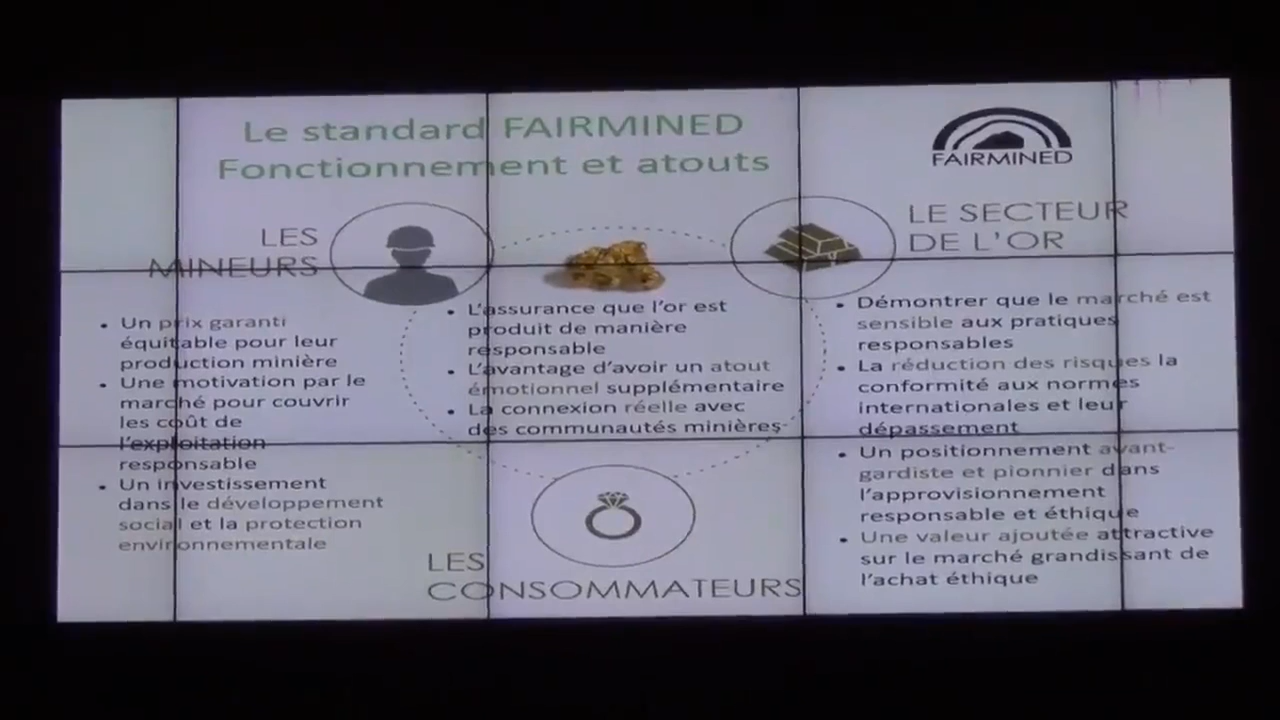 Le standard FAIRMINED
Fonctionnement et atouts
FAIRMINED
LES
MINEURS
• Un prix garanti
équitable pour leur
production minière
• Une motivation par le
marché pour couvrir
les coût de
l'exploitation
responsable
• Un investissement
dans le développement
social et la protection
environnementale
• L'assurance que l'or est
produit de manière
responsable
• L'avantage d'avoir un atout
émotionnel supplémentaire
• La connexion réelle avec
des communautés minières
LES
CONSOMMATEURS
LE SECTEUR
DE L'OR
• Démontrer que le marché est
sensible aux pratiques
responsables
• La réduction des risques la
conformité aux normes
internationales et leur
dépassement
• Un positionnement avant-
gardiste et pionnier dans
l'approvisionnement
responsable et éthique
• Une valeur ajoutée attractive
sur le marché grandissant de
l'achat éthique